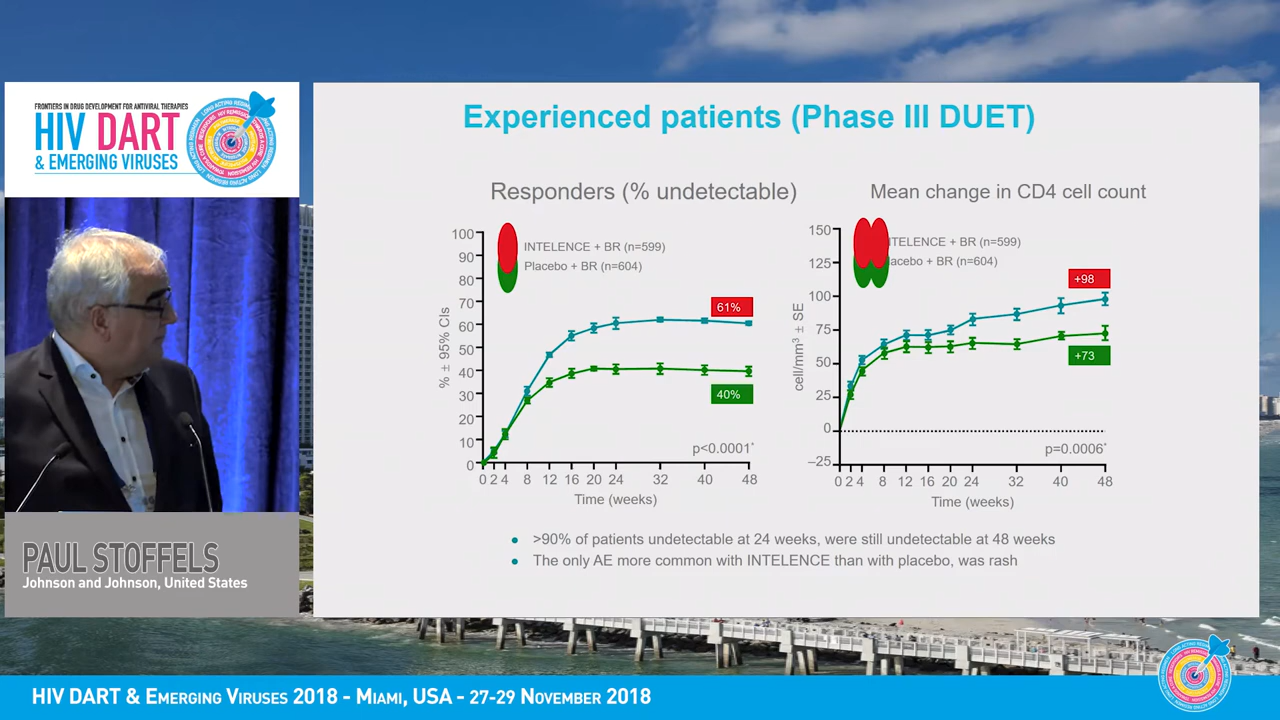 FRONTIERS IN DRUG DEVELOPMENT FOR ANTIVIRAL THERAPIES
HIV DART
& EMERGING VIRUSES
PAUL STOFFELS
Johnson and Johnson, United States
Experienced patients (Phase III DUET)
Responders (% undetectable)
INTELENCE + BR (n=599)
Placebo + BR (n=604)
% ± 95% CIs
100
90
80
70
60
50
40
30
20
10
0
61%
40%
p<0.0001*
0 2 4 8 12 16 20 24 32 40 48
Time (weeks)
Mean change in CD4 cell count
NTELENCE + BR (n=599)
acebo + BR (n=604)
cell/mm³ ± SE
150
125
100
75
50
25
0
–25
+98
+73
p=0.0006*
0 2 4 8 12 16 20 24 32 40 48
Time (weeks)
• >90% of patients undetectable at 24 weeks, were still undetectable at 48 weeks
• The only AE more common with INTELENCE than with placebo, was rash
HIV DART & EMERGING VIRUSES 2018 - MIAMI, USA - 27-29 NOVEMBER 2018